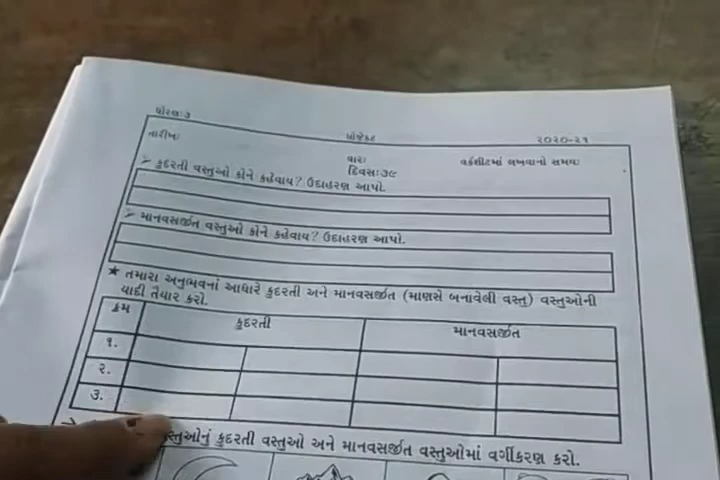 ધોરણ:૩
પ્રોજેકટ
૨૦૨૦-૨૧
તારીખ:
વાર:
દિવસ:૩૯
વર્કશીટમાં લખવાનો સમય:
➢ કુદરતી વસ્તુઓ કોને કહેવાય? ઉદાહરણ આપો.
➢ માનવસર્જીત વસ્તુઓ કોને કહેવાય? ઉદાહરણ આપો.
★ તમારા અનુભવનાં આધારે કુદરતી અને માનવસર્જીત (માણસે બનાવેલી વસ્તુ) વસ્તુઓની
યાદી તૈયાર કરો.
ક્રમ કુદરતી માનવસર્જીત
૧.
૨.
૩.
કુદરતી વસ્તુઓ અને માનવસર્જીત વસ્તુઓમાં વર્ગીકરણ કરો.